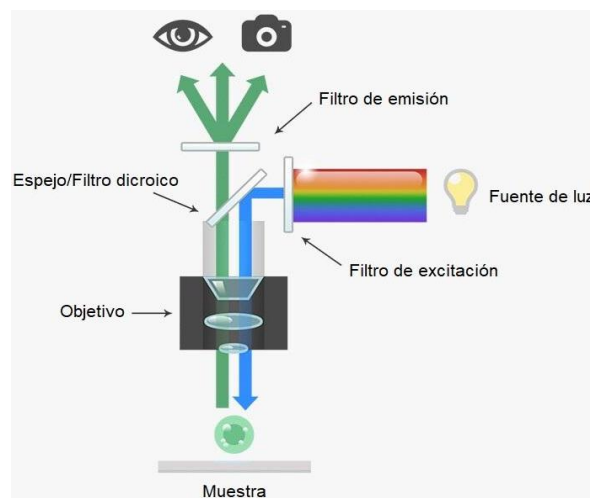 Filtro de emisión
Espejo/Filtro dicroico
Fuente de luz
Filtro de excitación
Objetivo
Muestra